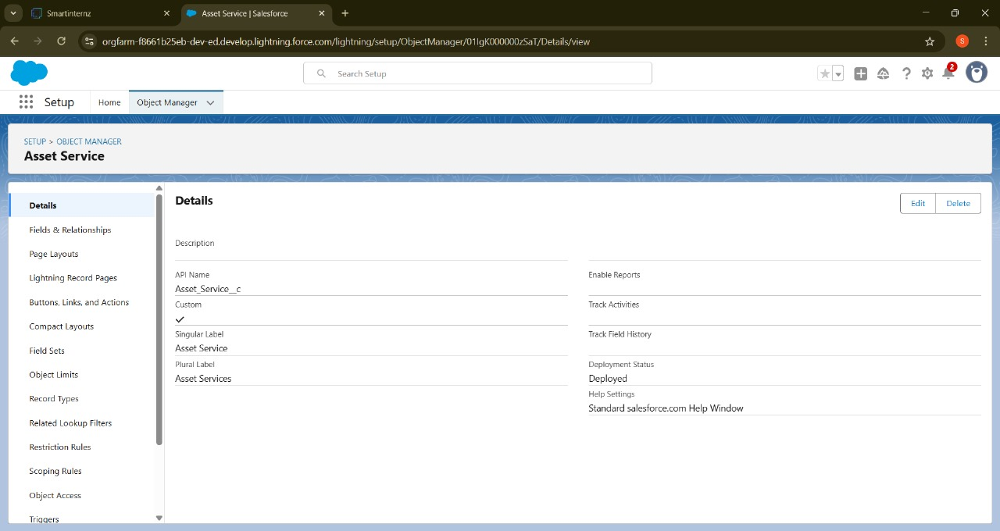 Smartinternz
Asset Service | Salesforce
orgfarm-f8661b25eb-dev-ed.develop.lightning.force.com/lightning/setup/ObjectManager/01IgK000000zSaT/Details/view
S
Search Setup
2
Setup
Home
Object Manager
SETUP > OBJECT MANAGER
Asset Service
Details
Fields & Relationships
Page Layouts
Lightning Record Pages
Buttons, Links, and Actions
Compact Layouts
Field Sets
Object Limits
Record Types
Related Lookup Filters
Restriction Rules
Scoping Rules
Object Access
Triggers
Details
Edit
Delete
Description
API Name
Asset_Service__c
Custom
Singular Label
Asset Service
Plural Label
Asset Services
Enable Reports
Track Activities
Track Field History
Deployment Status
Deployed
Help Settings
Standard salesforce.com Help Window